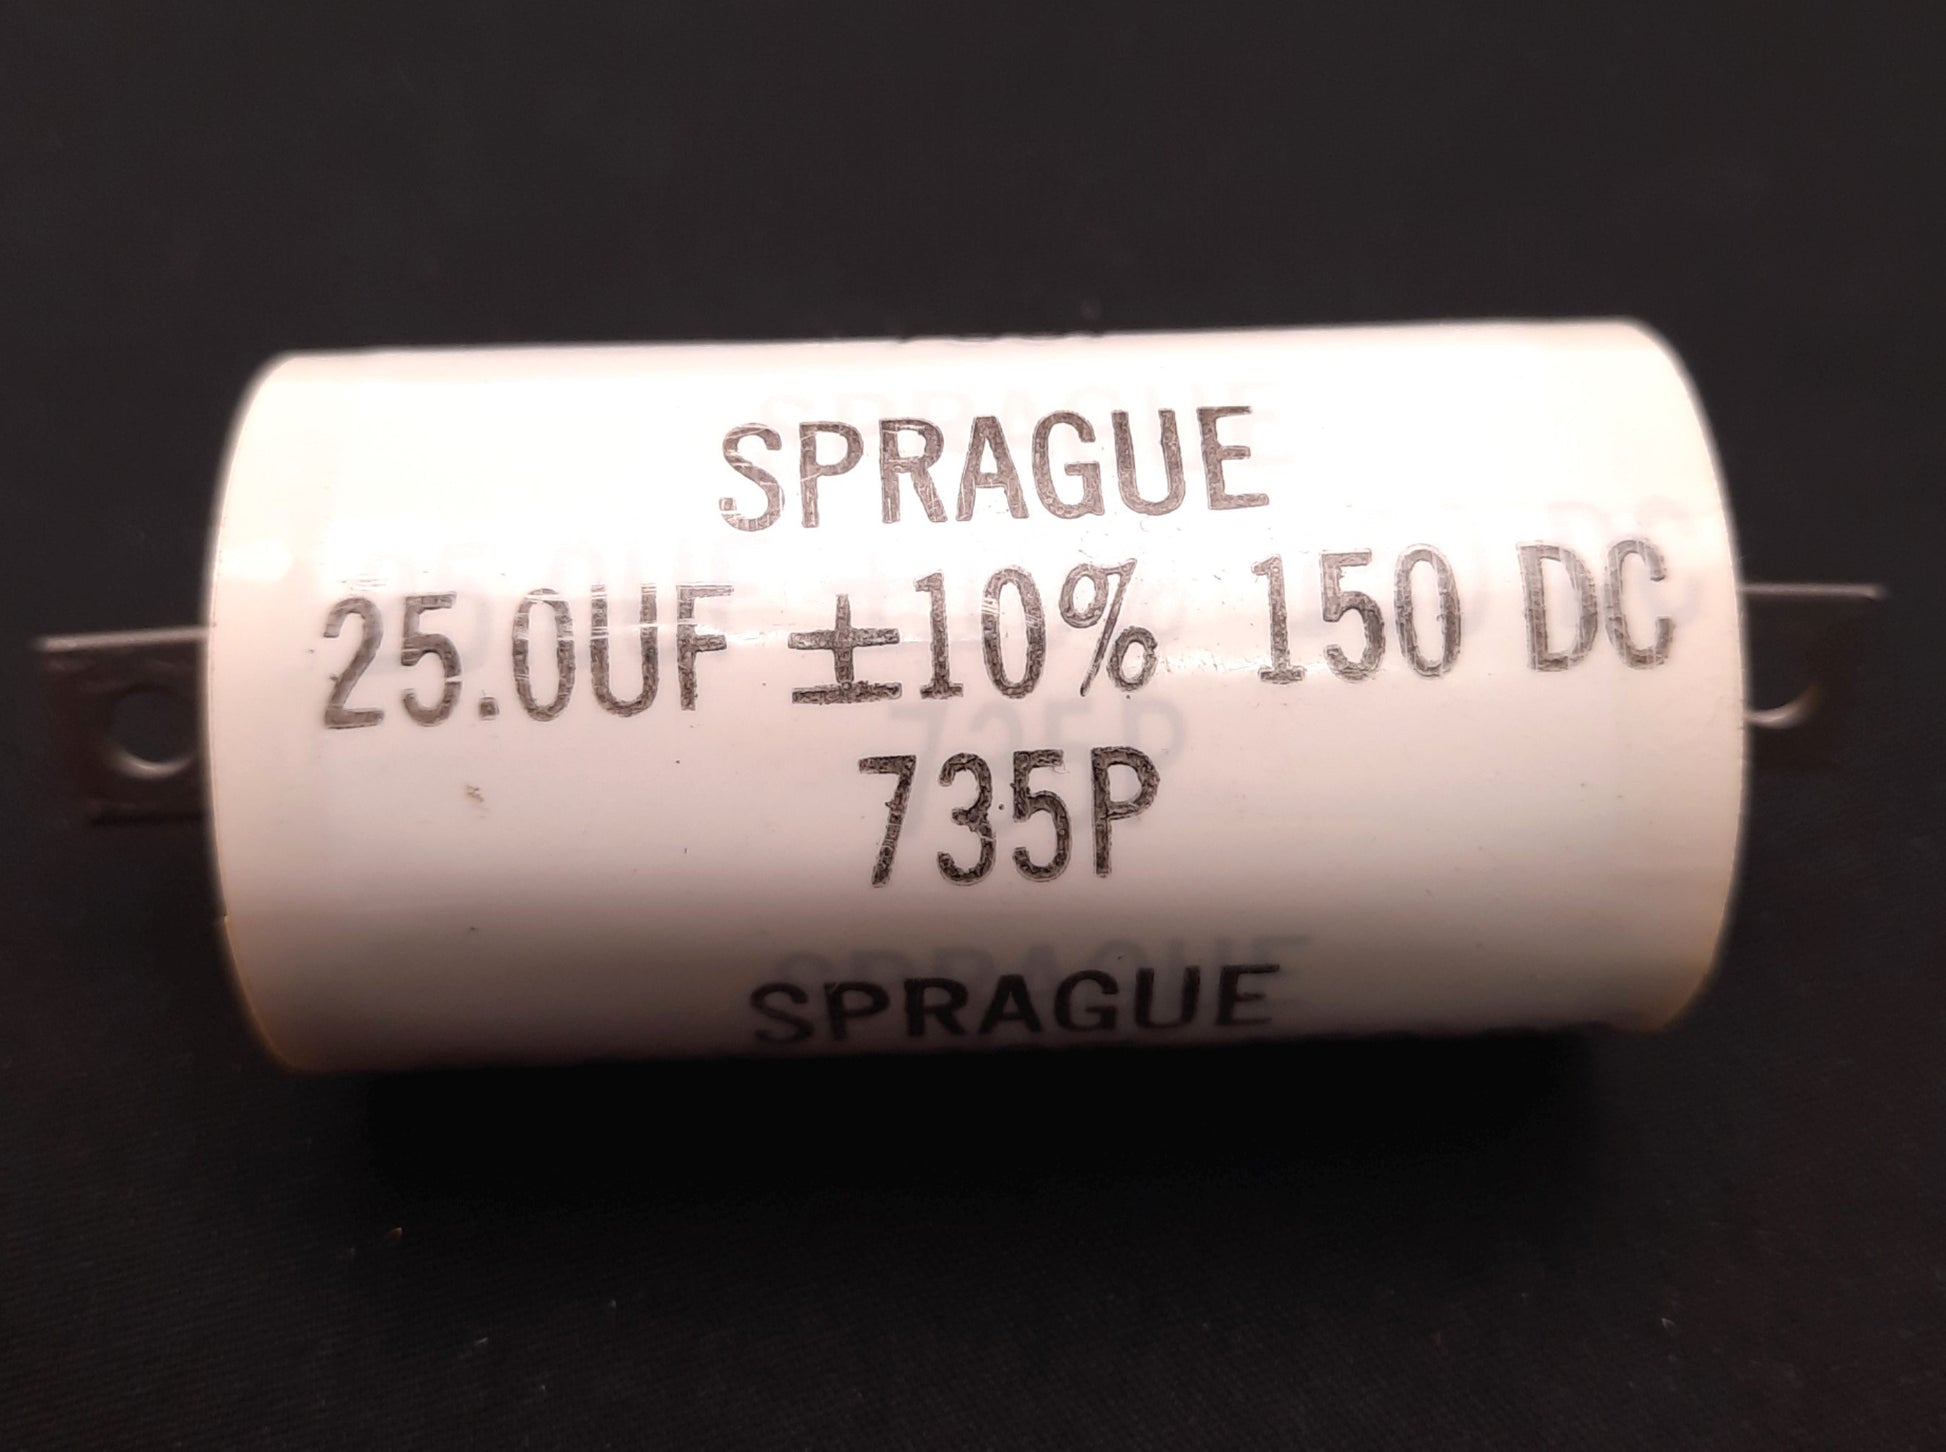 SPRAGUE
25.0UF ±10% 150 DC
735P
SPRAGUE